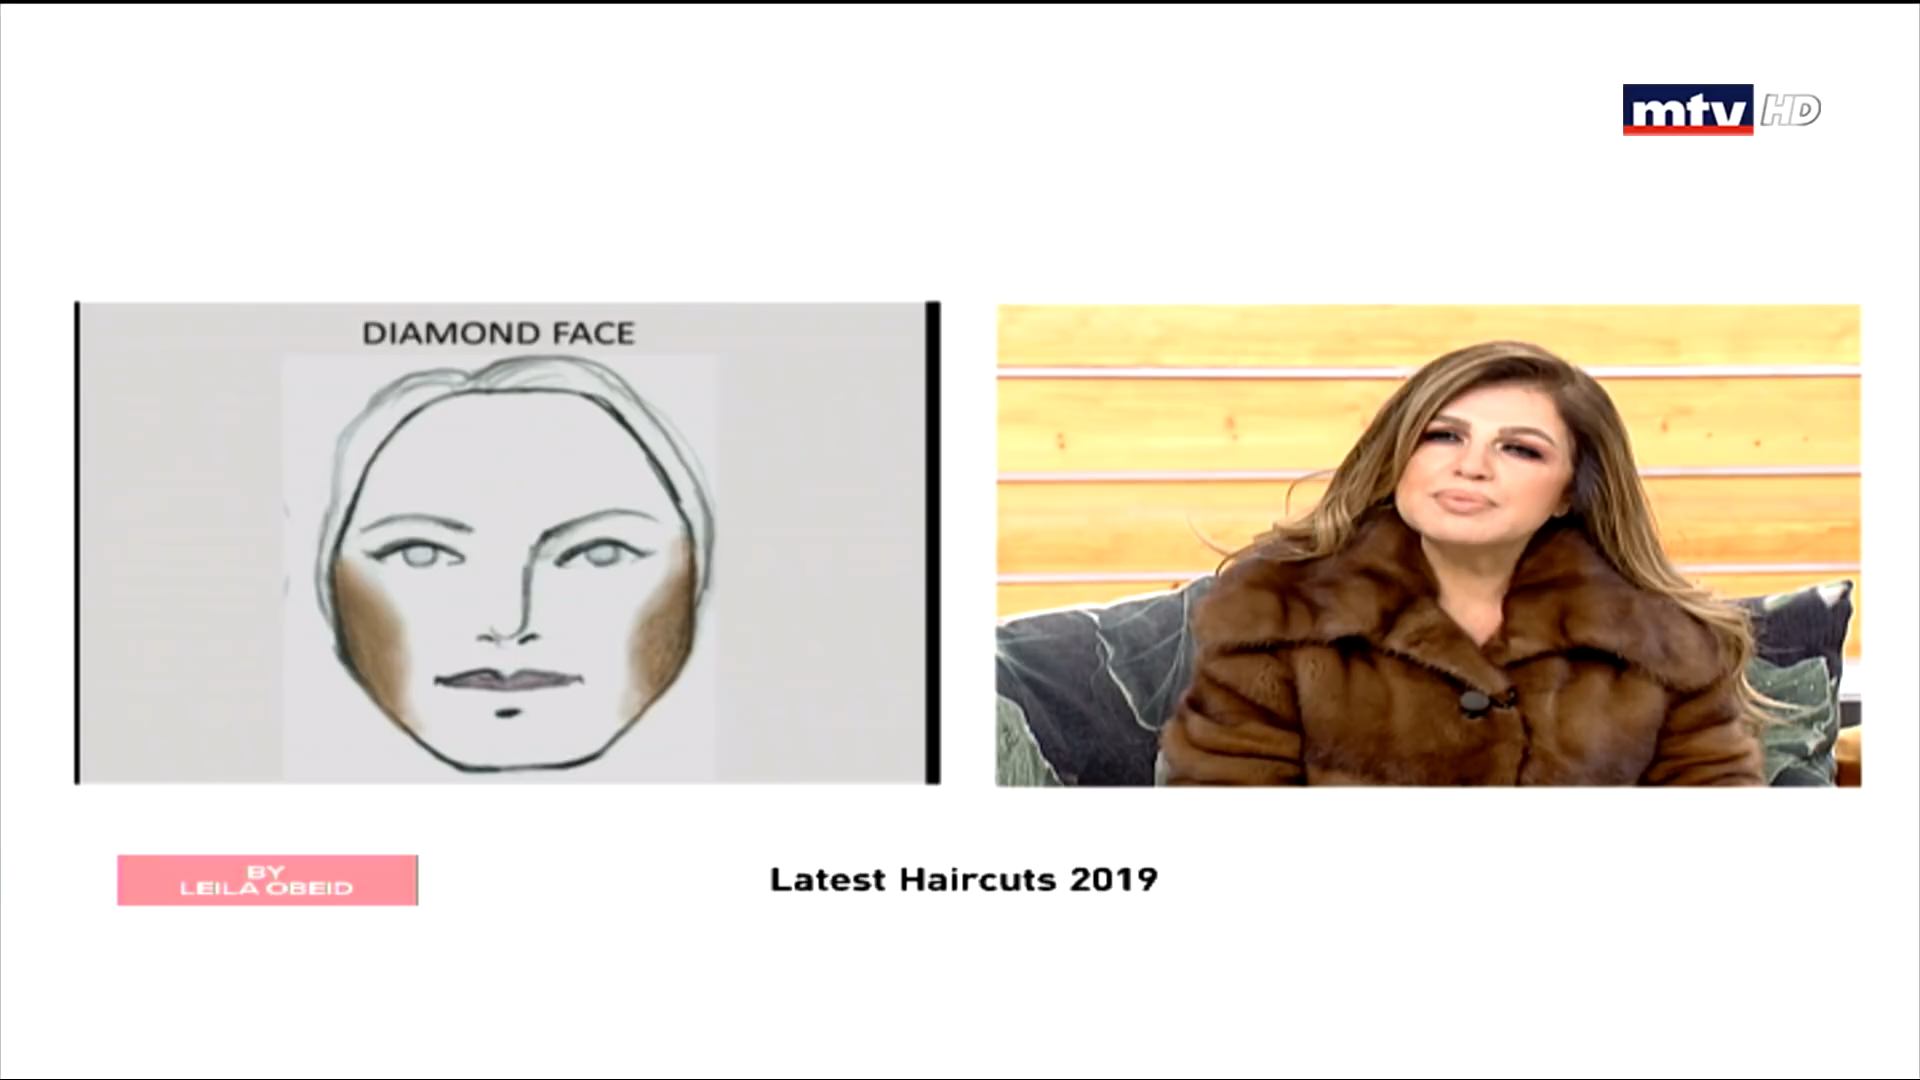 mtv HD
DIAMOND FACE
BY
LEILA OBEID
Latest Haircuts 2019